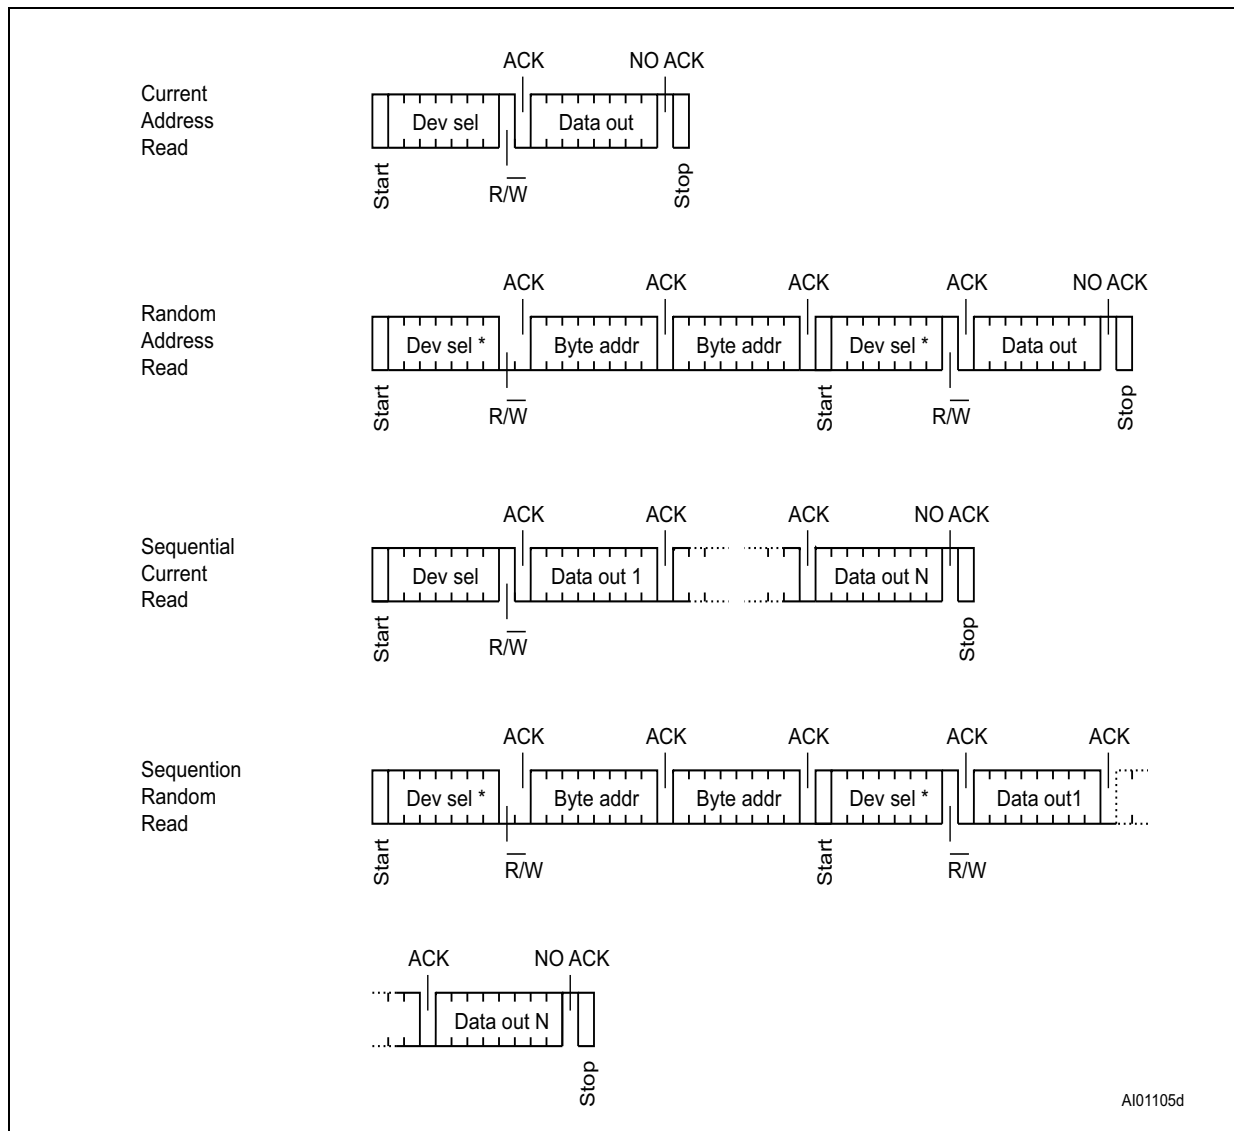 ACK NO ACK
Current
Address
Read
Dev sel Data out
Start R/W Stop
ACK ACK ACK ACK NO ACK
Random
Address
Read
Dev sel * Byte addr Byte addr Dev sel * Data out
Start R/W Start R/W Stop
ACK ACK ACK NO ACK
Sequential
Current
Read
Dev sel Data out 1 Data out N
Start R/W Stop
ACK ACK ACK ACK ACK
Sequention
Random
Read
Dev sel * Byte addr Byte addr Dev sel * Data out1
Start R/W Start R/W
ACK NO ACK
Data out N
Stop
AI01105d